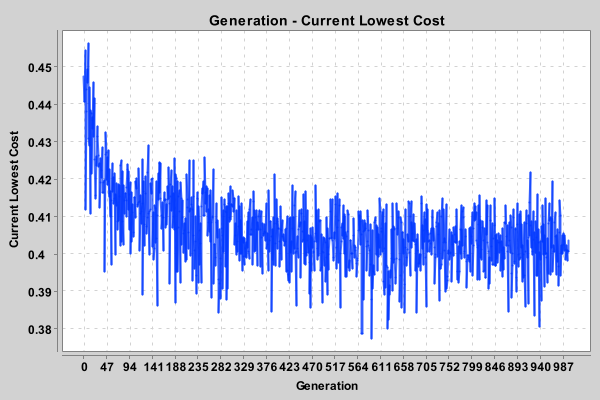 Generation - Current Lowest Cost
Current Lowest Cost
0.45
0.44
0.43
0.42
0.41
0.4
0.39
0.38
0 47 94 141 188 235 282 329 376 423 470 517 564 611 658 705 752 799 846 893 940 987
Generation